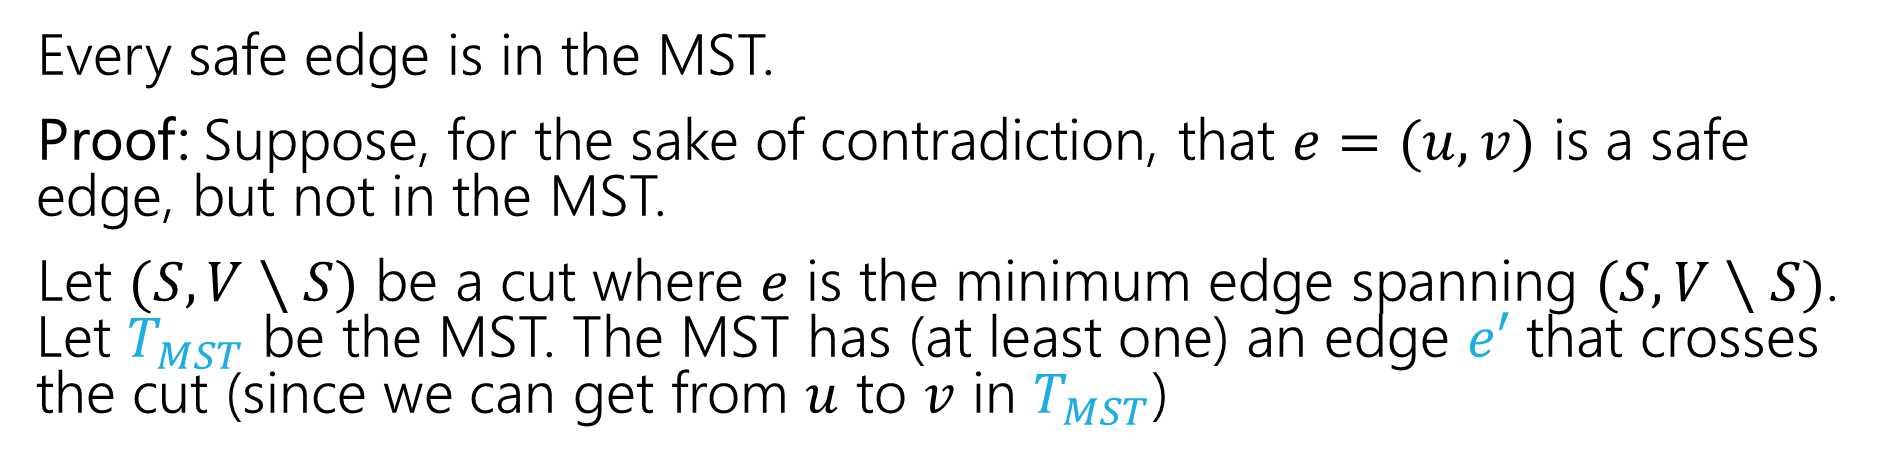 Every safe edge is in the MST.
Proof: Suppose, for the sake of contradiction, that 𝑒 = (𝑢, 𝑣) is a safe
edge, but not in the MST.
Let (𝑆, 𝑉 ∖ 𝑆) be a cut where 𝑒 is the minimum edge spanning (𝑆, 𝑉 ∖ 𝑆).
Let 𝑇_𝑀𝑆𝑇 be the MST. The MST has (at least one) an edge 𝑒′ that crosses
the cut (since we can get from 𝑢 to 𝑣 in 𝑇_𝑀𝑆𝑇)